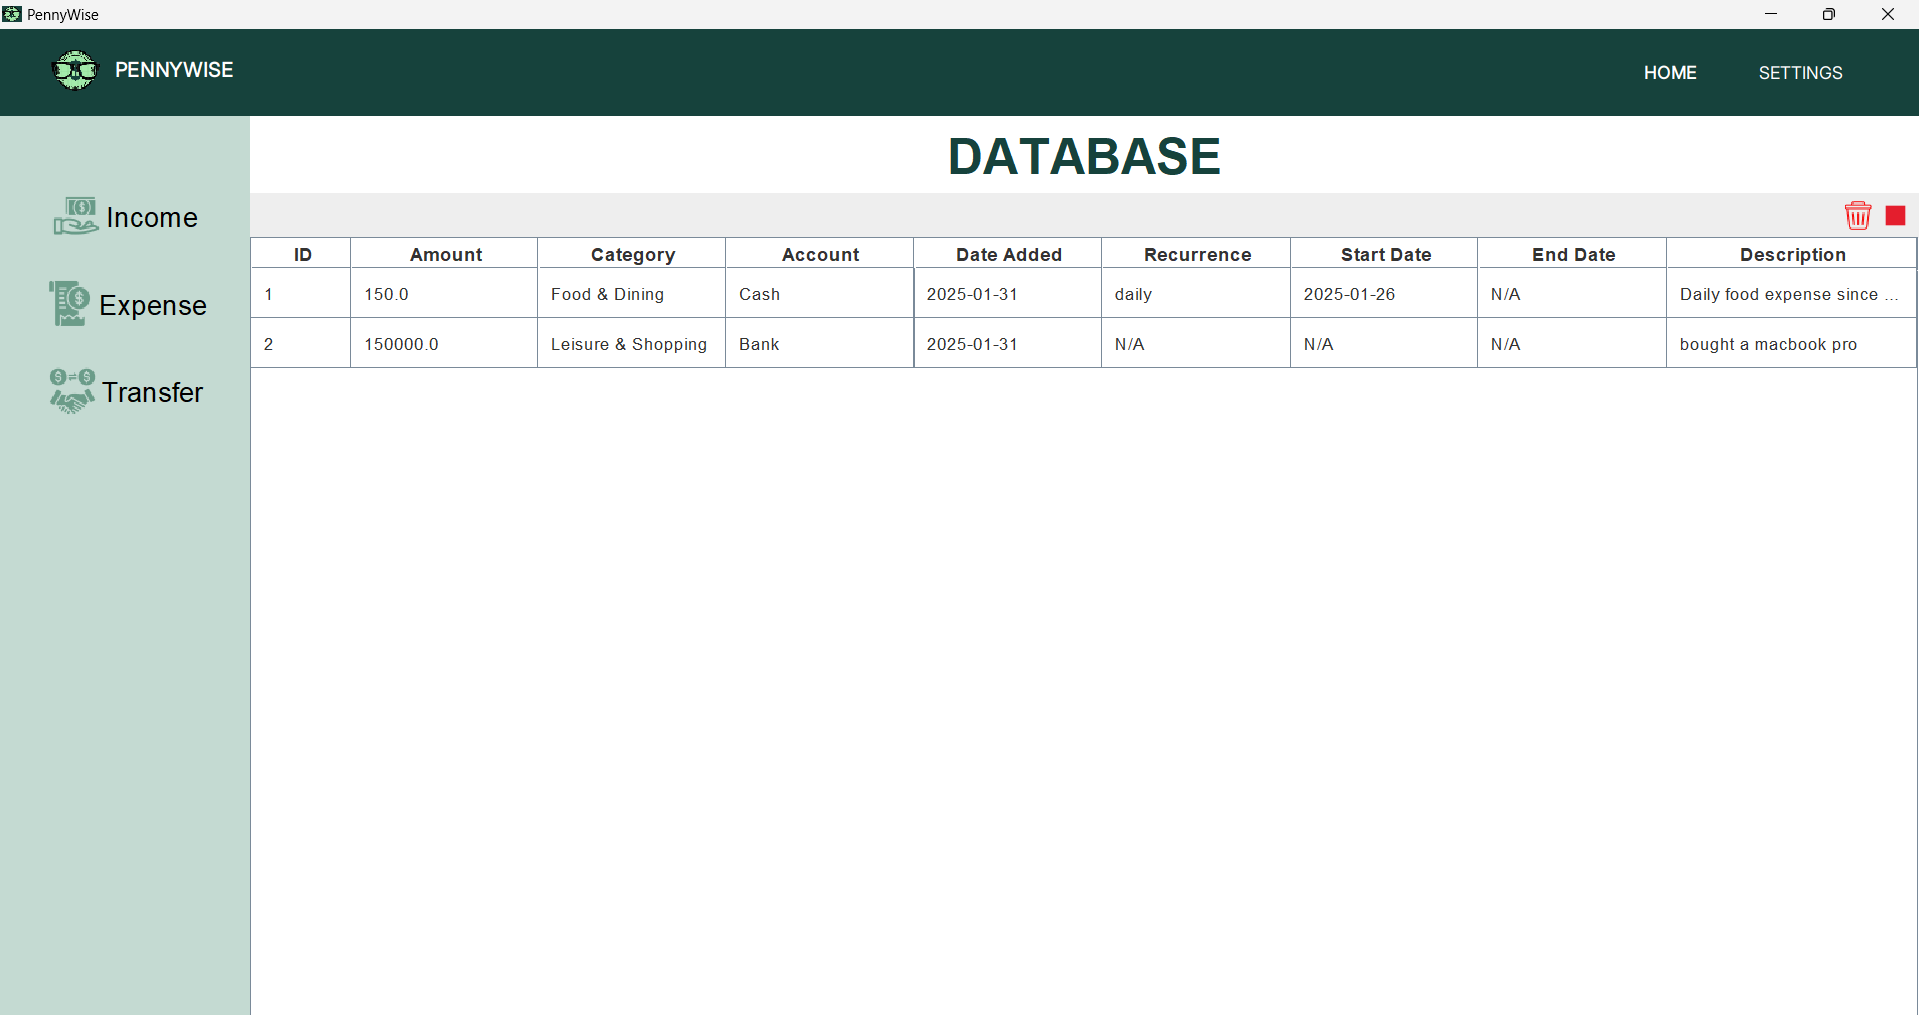 PennyWise
PENNYWISE
HOME SETTINGS
DATABASE
Income
Expense
Transfer
ID Amount Category Account Date Added Recurrence Start Date End Date Description
1 150.0 Food & Dining Cash 2025-01-31 daily 2025-01-26 N/A Daily food expense since ...
2 150000.0 Leisure & Shopping Bank 2025-01-31 N/A N/A N/A bought a macbook pro